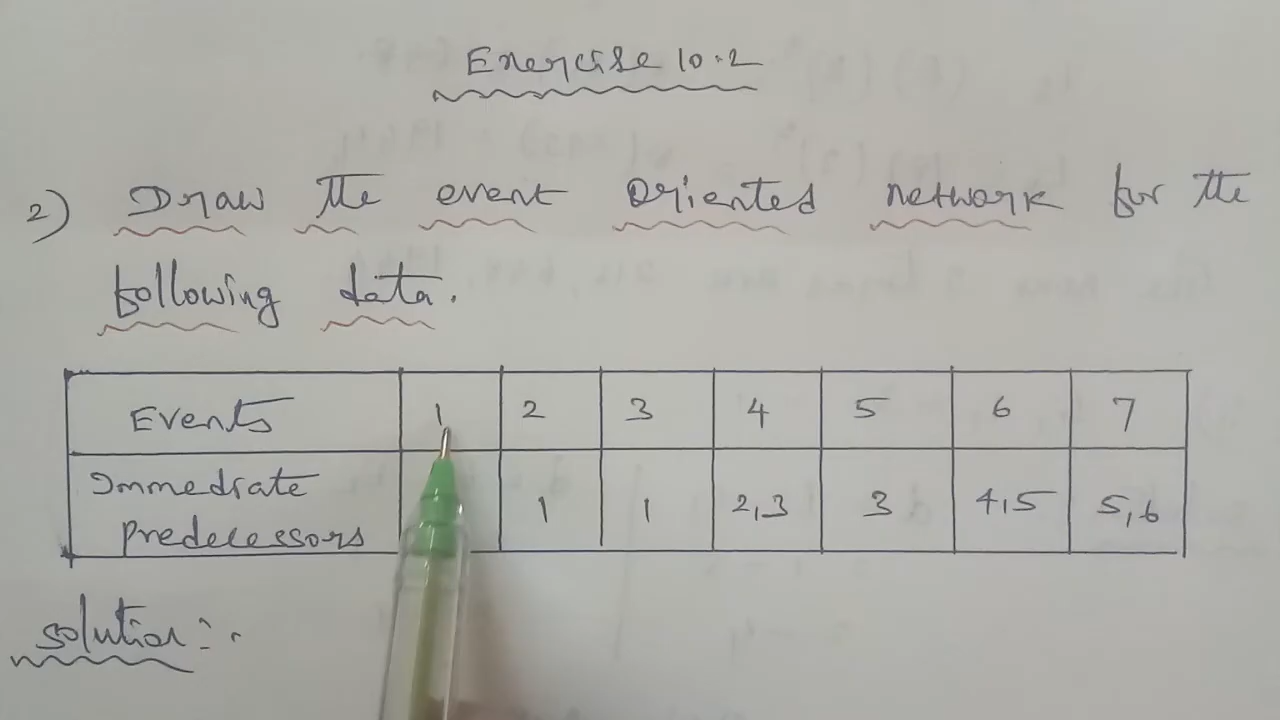 Exercise 10.2
2) Draw the event oriented network for the
following data.
Events 1 2 3 4 5 6 7
Immediate
predecessors 1 1 2,3 3 4,5 5,6
Solution:-